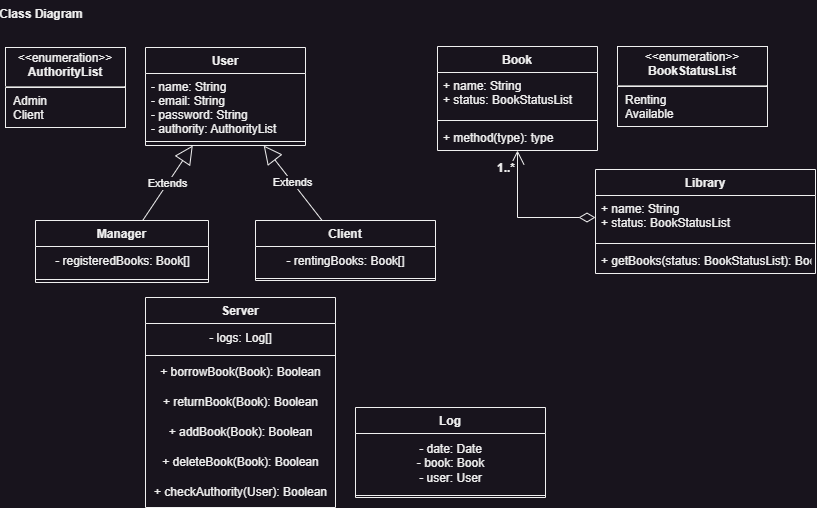 Class Diagram
<<enumeration>>
AuthorityList
Admin
Client
User
- name: String
- email: String
- password: String
- authority: AuthorityList
Book
+ name: String
+ status: BookStatusList
+ method(type): type
<<enumeration>>
BookStatusList
Renting
Available
Extends
Extends
1..*
Library
+ name: String
+ status: BookStatusList
+ getBooks(status: BookStatusList):
Manager
- registeredBooks: Book[]
Client
- rentingBooks: Book[]
Server
- logs: Log[]
+ borrowBook(Book): Boolean
+ returnBook(Book): Boolean
+ addBook(Book): Boolean
+ deleteBook(Book): Boolean
+ checkAuthority(User): Boolean
Log
- date: Date
- book: Book
- user: User